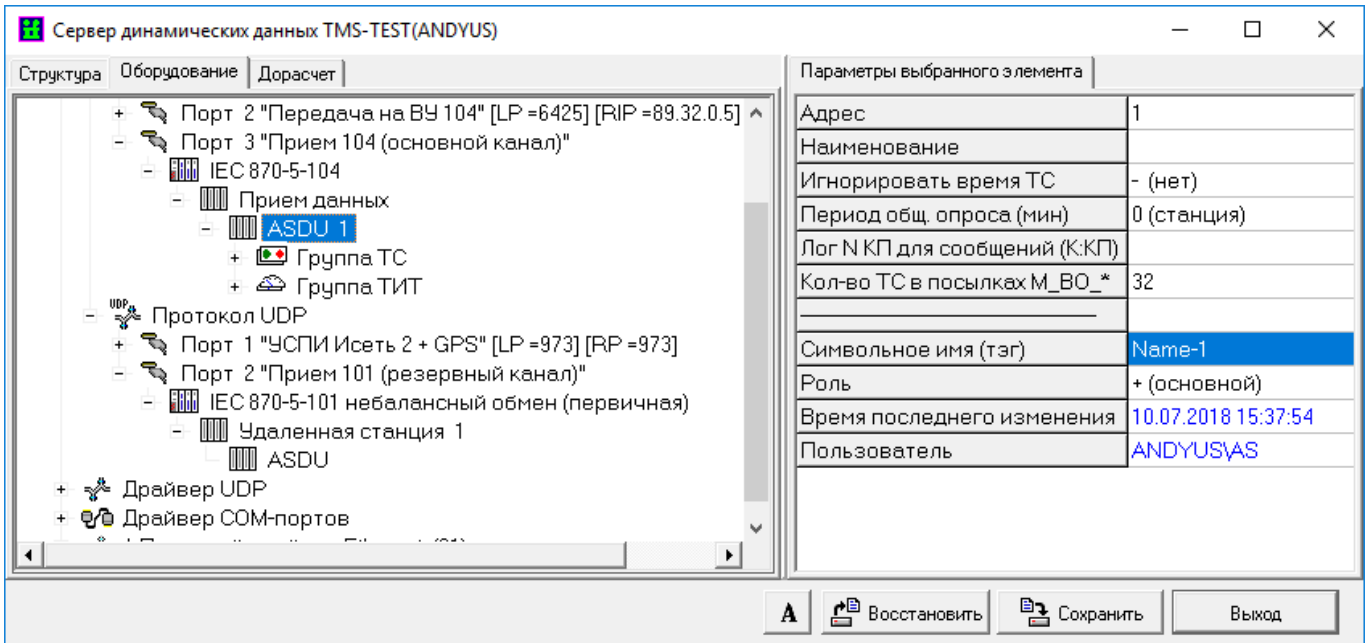 Сервер динамических данных TMS-TEST(ANDYUS)
Структура Оборудование Дорасчет
Порт 2 "Передача на ВУ 104" [LP =6425] [RIP =89.32.0.5]
Порт 3 "Прием 104 (основной канал)"
IEC 870-5-104
Прием данных
ASDU 1
Группа ТС
Группа ТИТ
UDP
Протокол UDP
Порт 1 "УСПИ Исеть 2 + GPS" [LP =973] [RP =973]
Порт 2 "Прием 101 (резервный канал)"
IEC 870-5-101 небалансный обмен (первичная)
Удаленная станция 1
ASDU
Драйвер UDP
Драйвер COM-портов
Параметры выбранного элемента
Адрес 1
Наименование
Игнорировать время ТС - (нет)
Период общ. опроса (мин) 0 (станция)
Лог N КП для сообщений (К:КП)
Кол-во ТС в посылках M_BO_* 32
Символьное имя (тэг) Name-1
Роль + (основной)
Время последнего изменения 10.07.2018 15:37:54
Пользователь ANDYUS\AS
A Восстановить Сохранить Выход